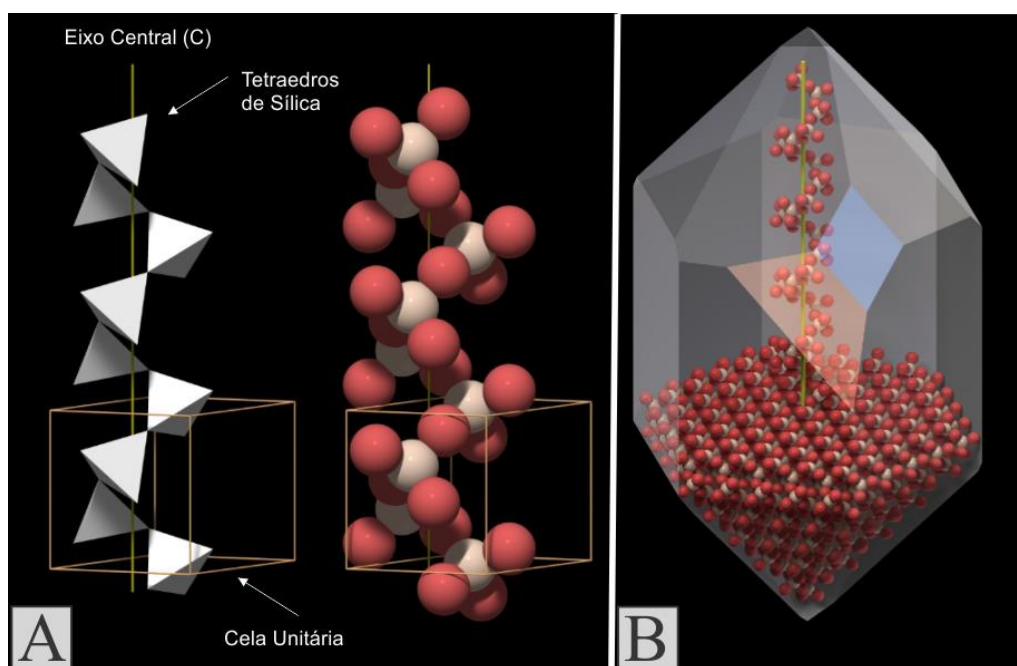 Eixo Central (C)
Tetraedros
de Sílica
Cela Unitária
A
B